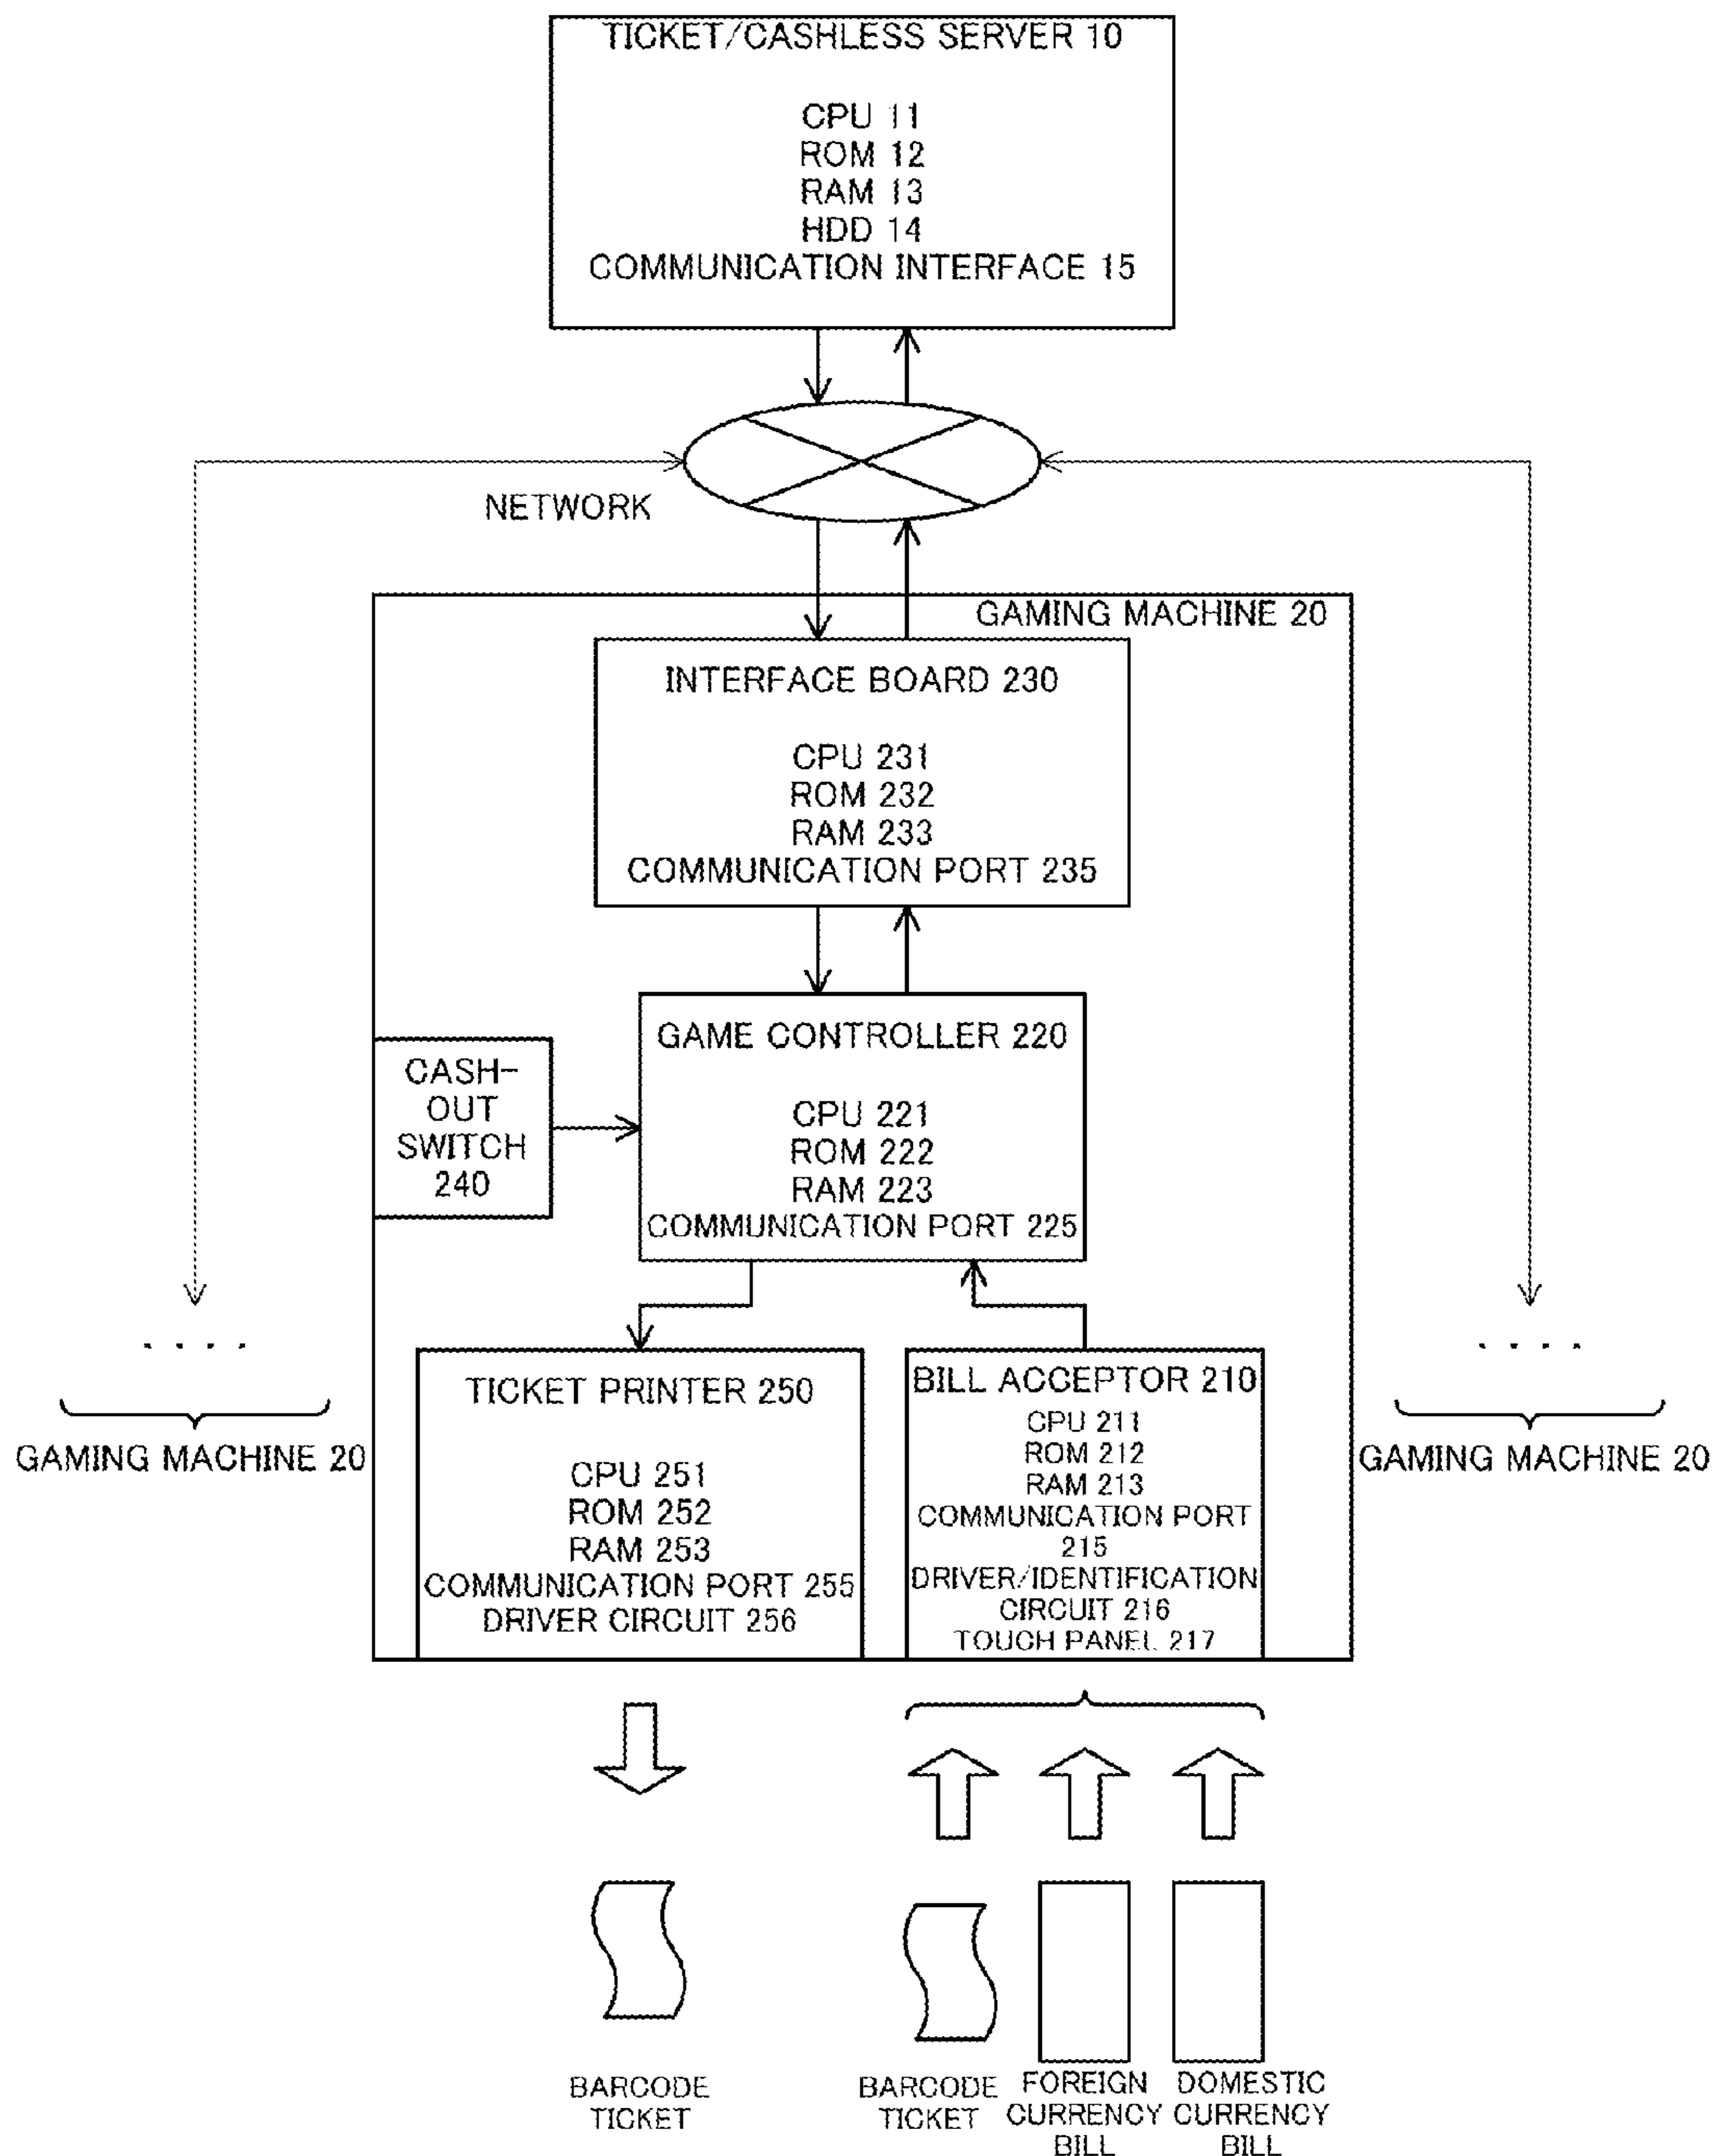 TICKET/CASHLESS SERVER 10
CPU 11
ROM 12
RAM 13
HDD 14
COMMUNICATION INTERFACE 15
NETWORK
GAMING MACHINE 20
INTERFACE BOARD 230
CPU 231
ROM 232
RAM 233
COMMUNICATION PORT 235
CASH-
OUT
SWITCH
240
GAME CONTROLLER 220
CPU 221
ROM 222
RAM 223
COMMUNICATION PORT 225
. . . .
GAMING MACHINE 20
TICKET PRINTER 250
CPU 251
ROM 252
RAM 253
COMMUNICATION PORT 255
DRIVER CIRCUIT 256
BILL ACCEPTOR 210
CPU 211
ROM 212
RAM 213
COMMUNICATION PORT
215
DRIVER/IDENTIFICATION
CIRCUIT 216
TOUCH PANEL 217
. . . .
GAMING MACHINE 20
BARCODE
TICKET
BARCODE
TICKET
FOREIGN
CURRENCY
BILL
DOMESTIC
CURRENCY
BILL